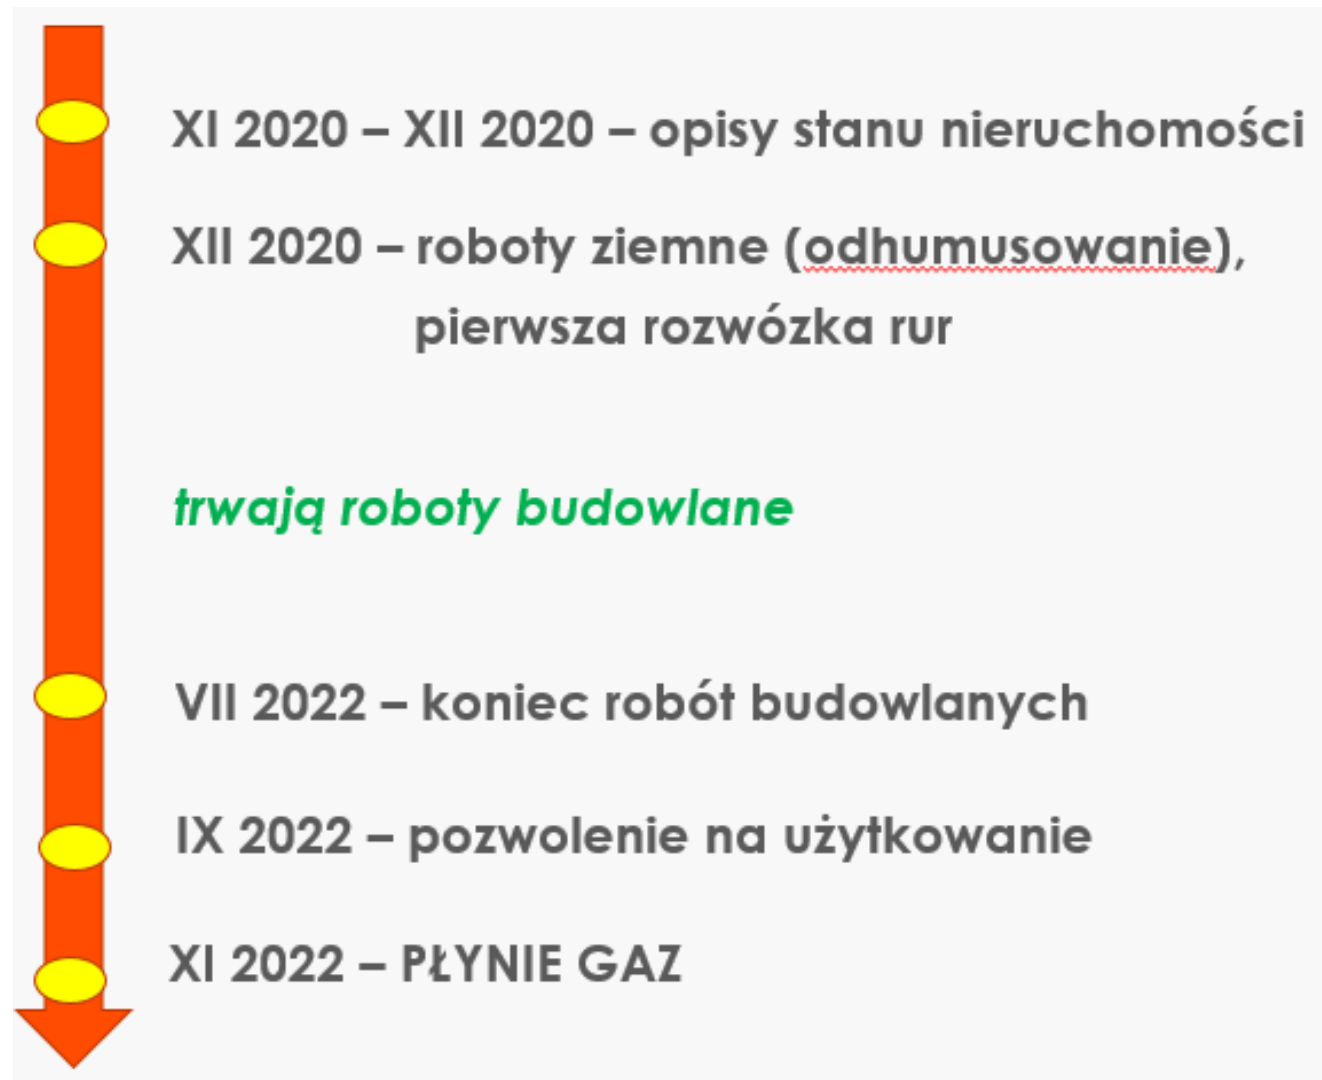 XI 2020 – XII 2020 – opisy stanu nieruchomości
XII 2020 – roboty ziemne (odhumusowanie),
pierwsza rozwózka rur
trwają roboty budowlane
VII 2022 – koniec robót budowlanych
IX 2022 – pozwolenie na użytkowanie
XI 2022 – PŁYNIE GAZ